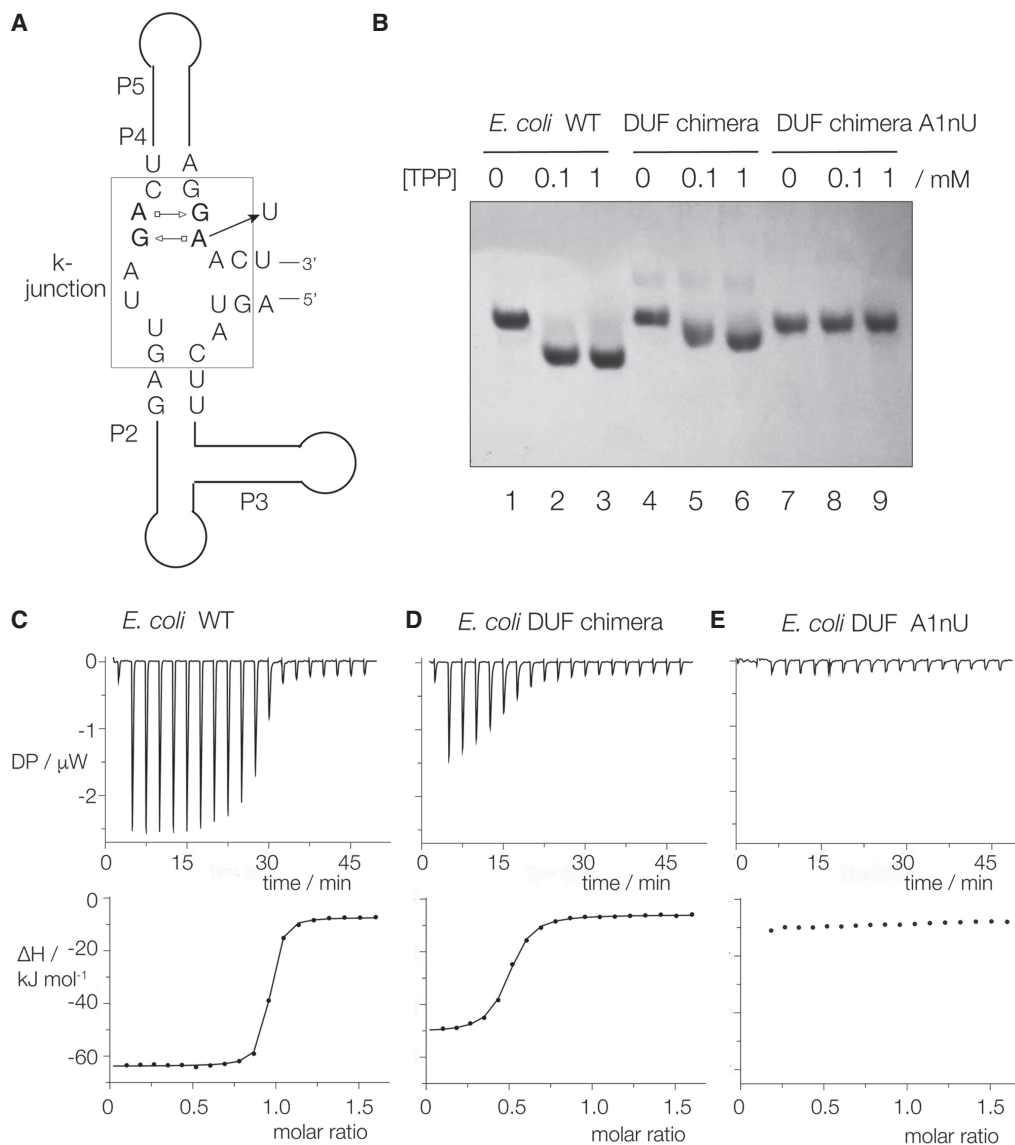 A
P5
P4
U A
C G
A G U
G A
A A C U 3'
k-
junction
U U G A 5'
U A
G C
A U
G U
P2
P3
B
E. coli WT DUF chimera DUF chimera A1nU
[TPP] 0 0.1 1 0 0.1 1 0 0.1 1 / mM
1 2 3 4 5 6 7 8 9
C E. coli WT
0
-1
DP / μW
-2
0 15 30 45
time / min
0
ΔH / -20
kJ mol-1
-40
-60
0 0.5 1.0 1.5
molar ratio
D E. coli DUF chimera
0 15 30 45
time / min
0 0.5 1.0 1.5
molar ratio
E E. coli DUF A1nU
0 15 30 45
time / min
0 0.5 1.0 1.5
molar ratio